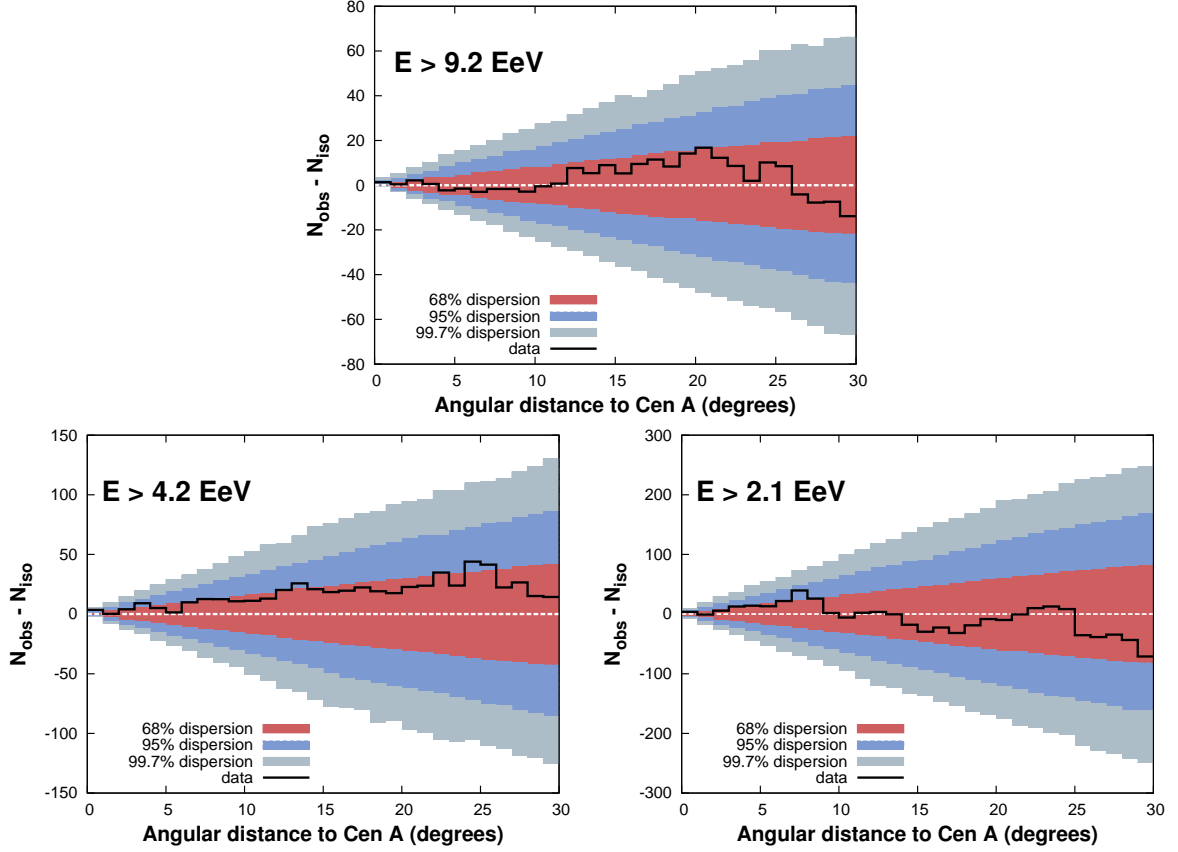 80
60
40
20
0
-20
-40
-60
-80
N_obs - N_iso
E > 9.2 EeV
68% dispersion
95% dispersion
99.7% dispersion
data
0 5 10 15 20 25 30
Angular distance to Cen A (degrees)
150
100
50
0
-50
-100
-150
N_obs - N_iso
E > 4.2 EeV
68% dispersion
95% dispersion
99.7% dispersion
data
0 5 10 15 20 25 30
Angular distance to Cen A (degrees)
300
200
100
0
-100
-200
-300
N_obs - N_iso
E > 2.1 EeV
68% dispersion
95% dispersion
99.7% dispersion
data
0 5 10 15 20 25 30
Angular distance to Cen A (degrees)